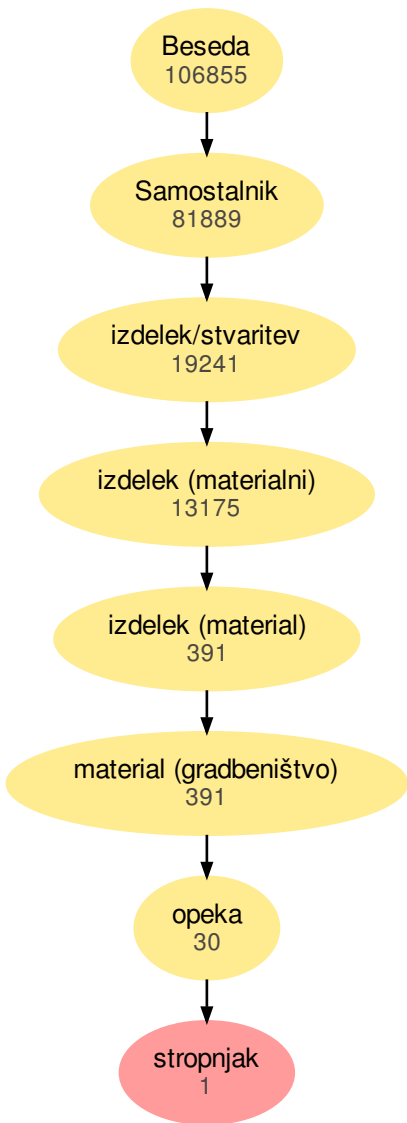 Beseda
106855
Samostalnik
81889
izdelek/stvaritev
19241
izdelek (materialni)
13175
izdelek (material)
391
material (gradbeništvo)
391
opeka
30
stropnjak
1